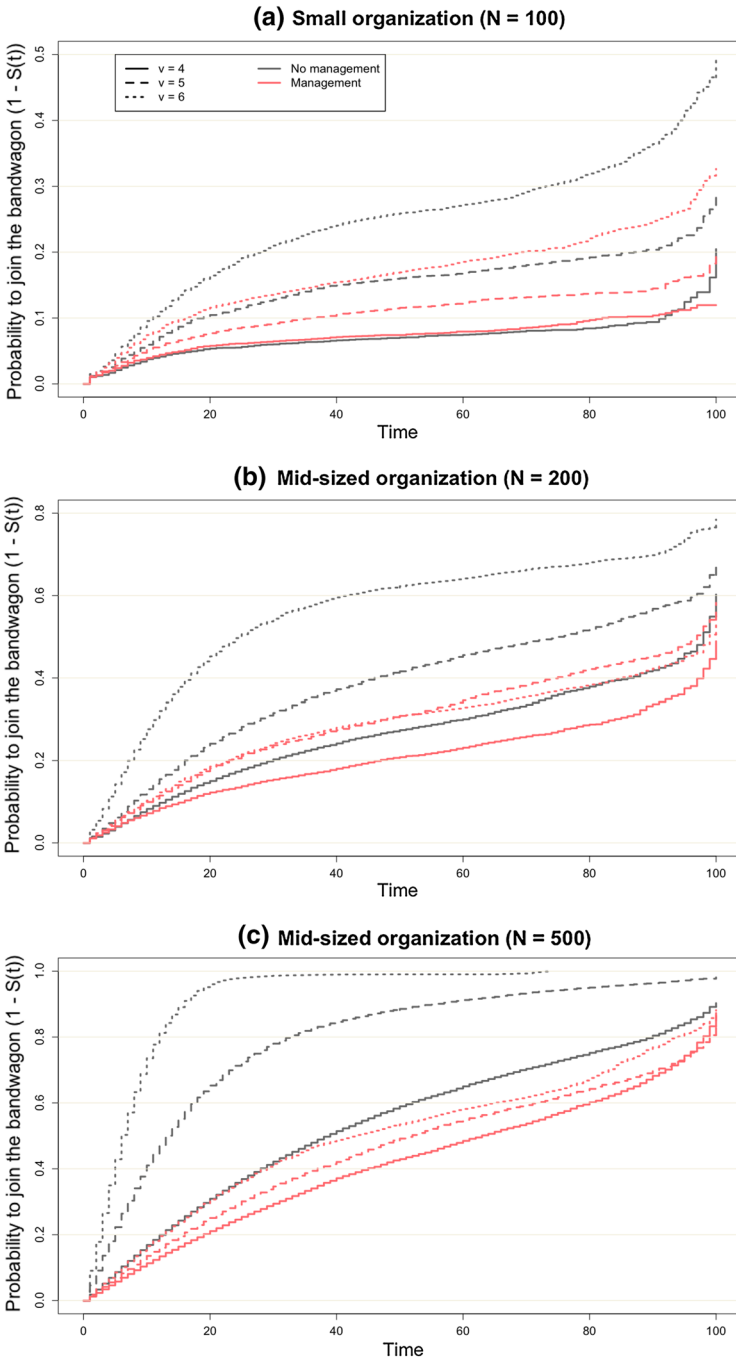 (a) Small organization (N = 100)
Probability to join the bandwagon (1 - S(t))
0.5
0.4
0.3
0.2
0.1
0.0
v = 4
v = 5
v = 6
No management
Management
0 20 40 60 80 100
Time
(b) Mid-sized organization (N = 200)
Probability to join the bandwagon (1 - S(t))
0.8
0.6
0.4
0.2
0.0
0 20 40 60 80 100
Time
(c) Mid-sized organization (N = 500)
Probability to join the bandwagon (1 - S(t))
1.0
0.8
0.6
0.4
0.2
0.0
0 20 40 60 80 100
Time